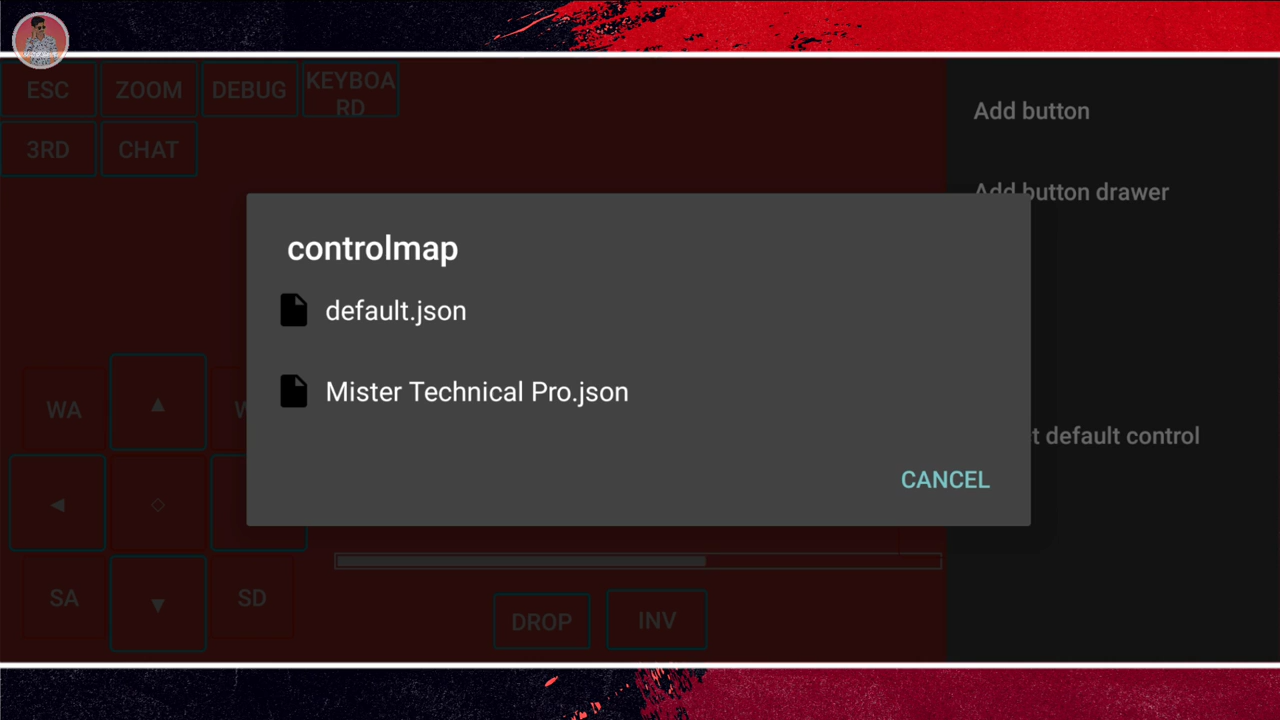 ESC
ZOOM
DEBUG
KEYBOA
RD
3RD
CHAT
Add button
Add button drawer
controlmap
default.json
Mister Technical Pro.json
t default control
CANCEL
WA
W
SA
SD
DROP
INV